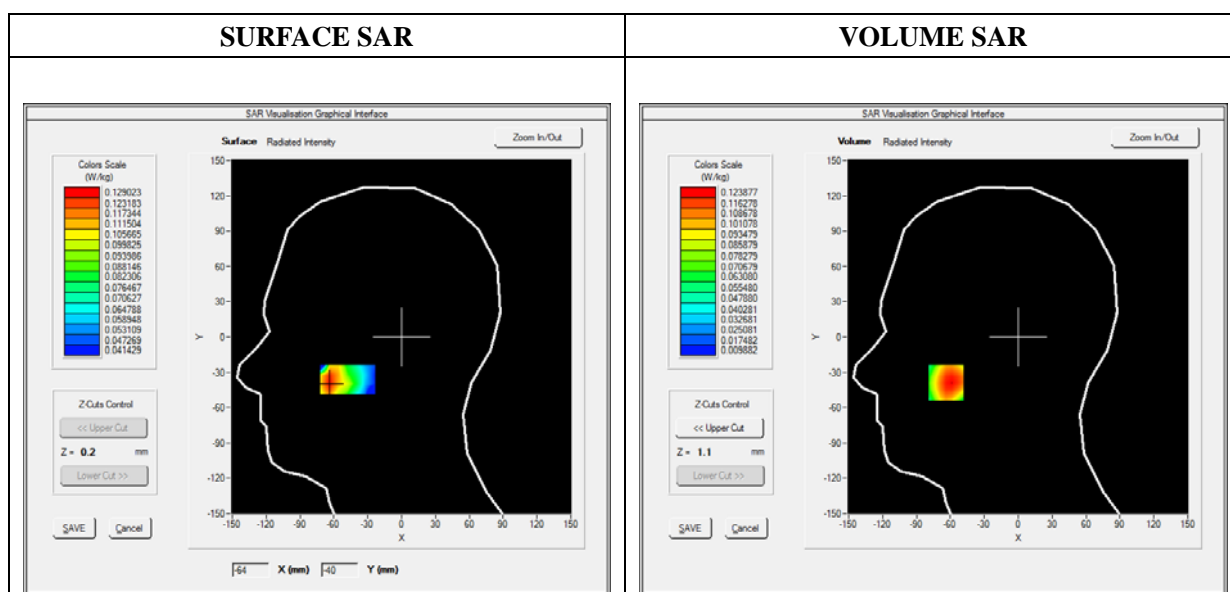 SURFACE SAR
VOLUME SAR
SAR Visualisation Graphical Interface
Surface Radiated Intensity
Zoom In/Out
Colors Scale
(W/kg)
0.129023
0.123183
0.117344
0.111504
0.105665
0.099825
0.093986
0.088146
0.082306
0.076467
0.070627
0.064788
0.058948
0.053109
0.047269
0.041429
Z-Cuts Control
<< Upper Cut
Z = 0.2 mm
Lower Cut >>
SAVE Cancel
150
120
90
60
30
Y 0
-30
-60
-90
-120
-150
-150 -120 -90 -60 -30 0 30 60 90 120 150
X
-64 X (mm) -40 Y (mm)
SAR Visualisation Graphical Interface
Volume Radiated Intensity
Zoom In/Out
Colors Scale
(W/kg)
0.123877
0.116278
0.108678
0.101078
0.093479
0.085879
0.078279
0.070679
0.063080
0.055480
0.047880
0.040281
0.032681
0.025081
0.017482
0.009882
Z-Cuts Control
<< Upper Cut
Z = 1.1 mm
Lower Cut >>
SAVE Cancel
150
120
90
60
30
Y 0
-30
-60
-90
-120
-150
-150 -120 -90 -60 -30 0 30 60 90 120 150
X